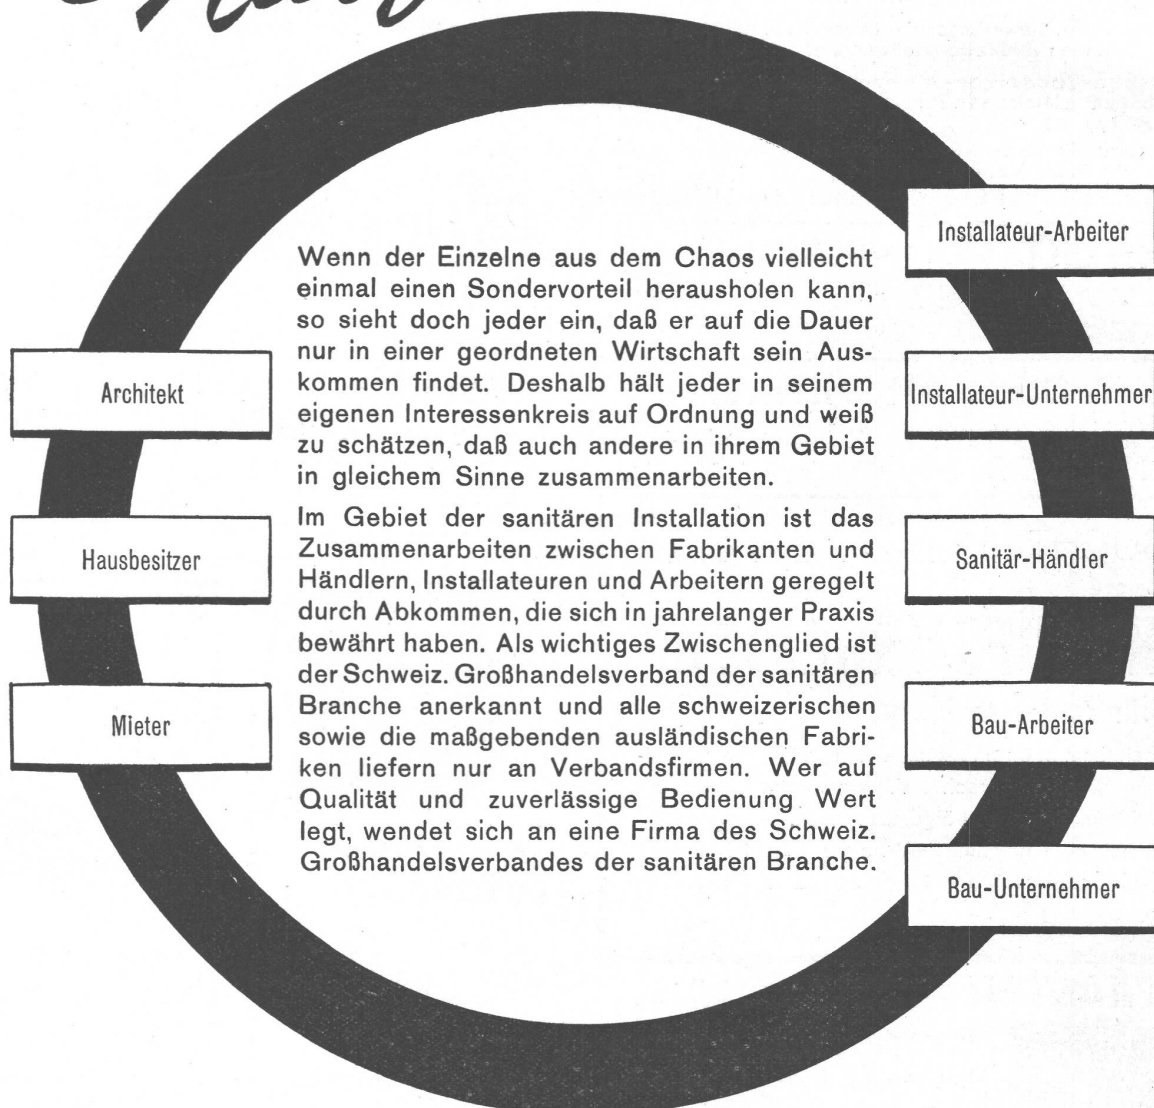 Architekt
Hausbesitzer
Mieter
Wenn der Einzelne aus dem Chaos vielleicht
einmal einen Sondervorteil herausholen kann,
so sieht doch jeder ein, daß er auf die Dauer
nur in einer geordneten Wirtschaft sein Aus-
kommen findet. Deshalb hält jeder in seinem
eigenen Interessenkreis auf Ordnung und weiß
zu schätzen, daß auch andere in ihrem Gebiet
in gleichem Sinne zusammenarbeiten.
Im Gebiet der sanitären Installation ist das
Zusammenarbeiten zwischen Fabrikanten und
Händlern, Installateuren und Arbeitern geregelt
durch Abkommen, die sich in jahrelanger Praxis
bewährt haben. Als wichtiges Zwischenglied ist
der Schweiz. Großhandelsverband der sanitären
Branche anerkannt und alle schweizerischen
sowie die maßgebenden ausländischen Fabri-
ken liefern nur an Verbandsfirmen. Wer auf
Qualität und zuverlässige Bedienung Wert
legt, wendet sich an eine Firma des Schweiz.
Großhandelsverbandes der sanitären Branche.
Installateur-Arbeiter
Installateur-Unternehmer
Sanitär-Händler
Bau-Arbeiter
Bau-Unternehmer